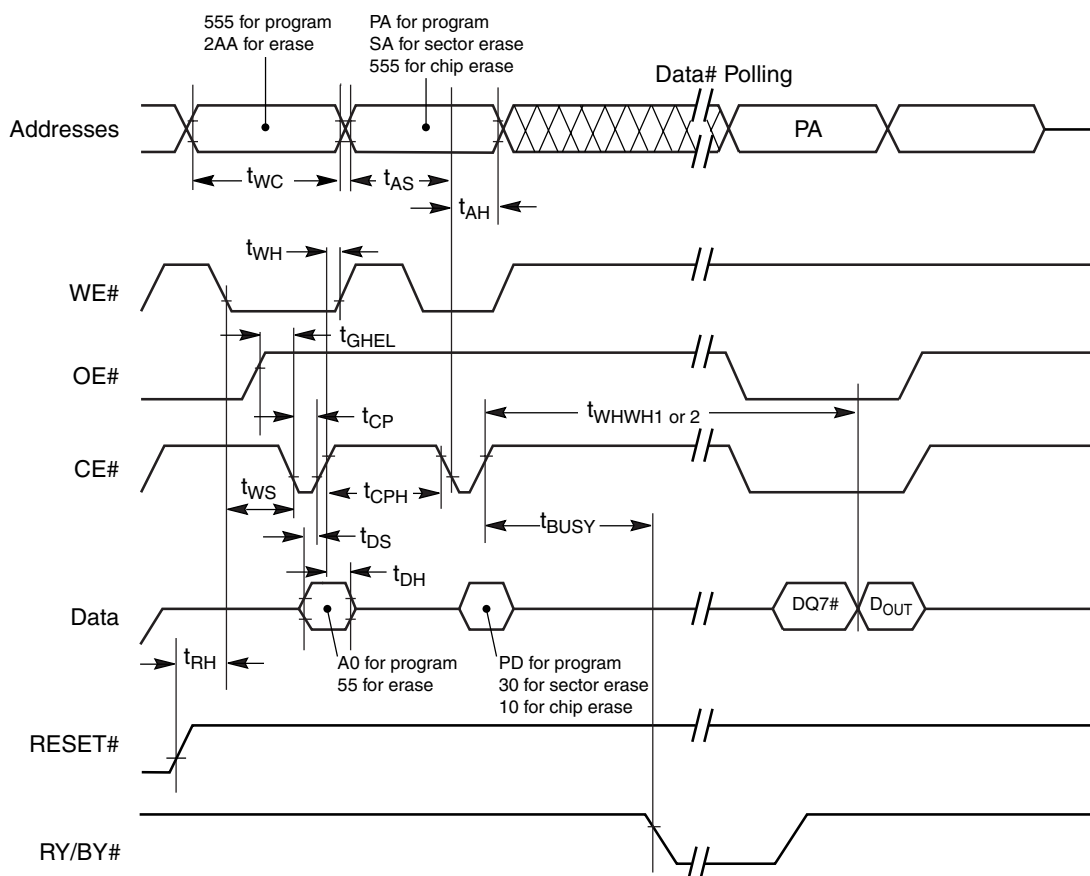 555 for program
2AA for erase
PA for program
SA for sector erase
555 for chip erase
Data# Polling
Addresses
PA
tWC
tAS
tAH
tWH
WE#
tGHEL
OE#
tWHWH1 or 2
tCP
CE#
tWS
tCPH
tBUSY
tDS
tDH
Data
DQ7#
DOUT
tRH
A0 for program
55 for erase
PD for program
30 for sector erase
10 for chip erase
RESET#
RY/BY#